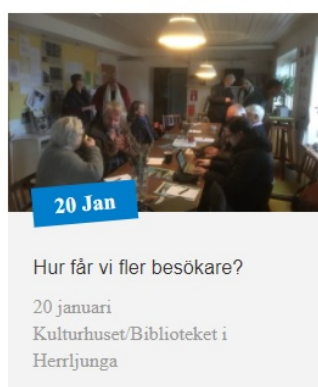 20 Jan
Hur får vi fler besökare?
20 januari
Kulturhuset/Biblioteket i
Herrljunga